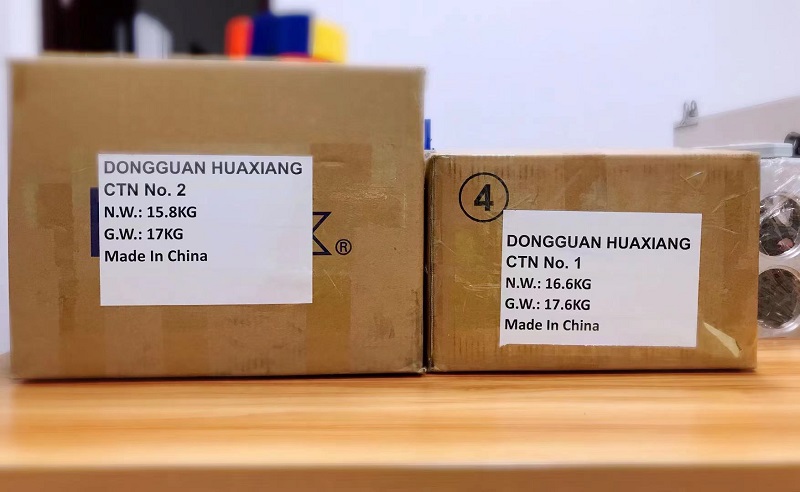 DONGGUAN HUAXIANG
CTN No. 2
N.W.: 15.8KG
G.W.: 17KG
Made In China
®
4
DONGGUAN HUAXIANG
CTN No. 1
N.W.: 16.6KG
G.W.: 17.6KG
Made In China